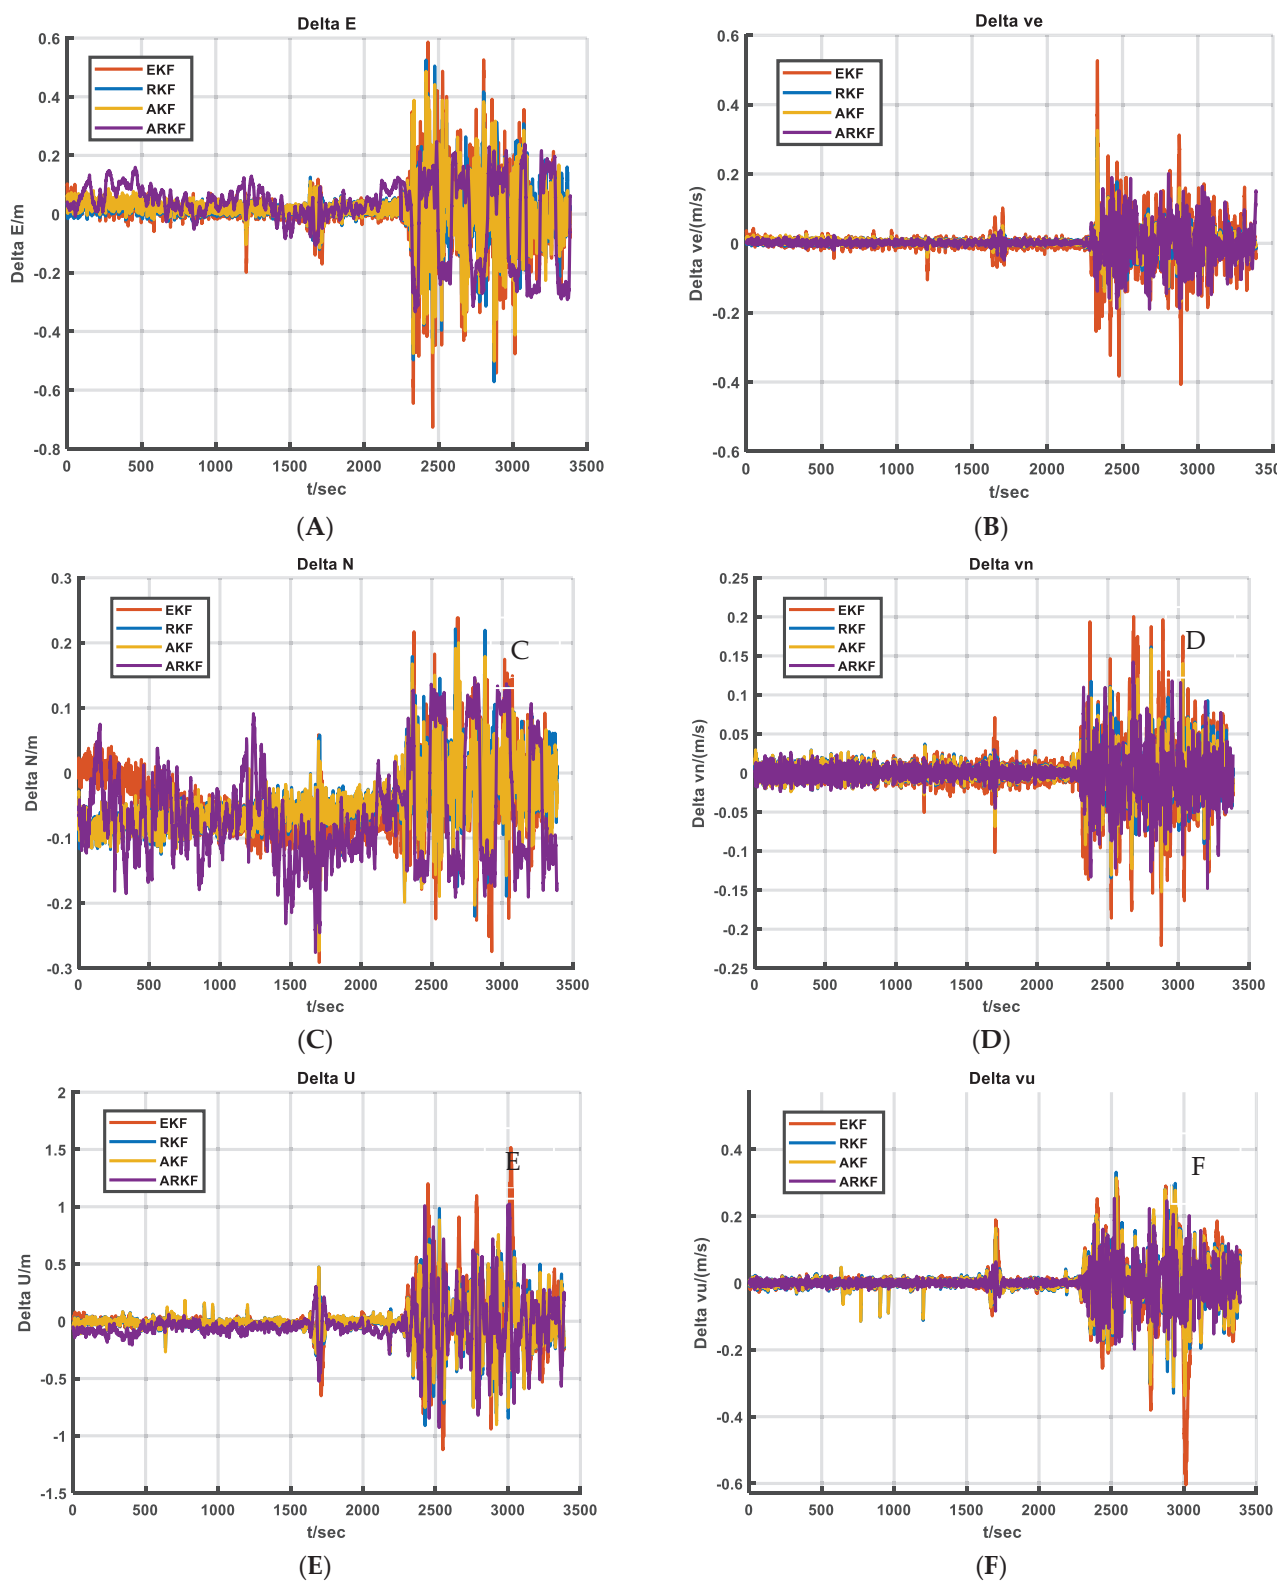 Delta E
0.6
0.4
0.2
0
-0.2
-0.4
-0.6
-0.8
Delta E/m
EKF
RKF
AKF
ARKF
0 500 1000 1500 2000 2500 3000 3500
t/sec
(A)
Delta ve
0.6
0.4
0.2
0
-0.2
-0.4
-0.6
Delta ve/(m/s)
EKF
RKF
AKF
ARKF
0 500 1000 1500 2000 2500 3000 350
t/sec
(B)
Delta N
0.3
0.2
0.1
0
-0.1
-0.2
-0.3
Delta N/m
EKF
RKF
AKF
ARKF
C
0 500 1000 1500 2000 2500 3000 3500
t/sec
(C)
Delta vn
0.25
0.2
0.15
0.1
0.05
0
-0.05
-0.1
-0.15
-0.2
-0.25
Delta vn/(m/s)
EKF
RKF
AKF
ARKF
D
0 500 1000 1500 2000 2500 3000 3500
t/sec
(D)
Delta U
2
1.5
1
0.5
0
-0.5
-1
-1.5
Delta U/m
EKF
RKF
AKF
ARKF
E
0 500 1000 1500 2000 2500 3000 3500
t/sec
(E)
Delta vu
0.4
0.2
0
-0.2
-0.4
-0.6
Delta vu/(m/s)
EKF
RKF
AKF
ARKF
F
0 500 1000 1500 2000 2500 3000 3500
t/sec
(F)